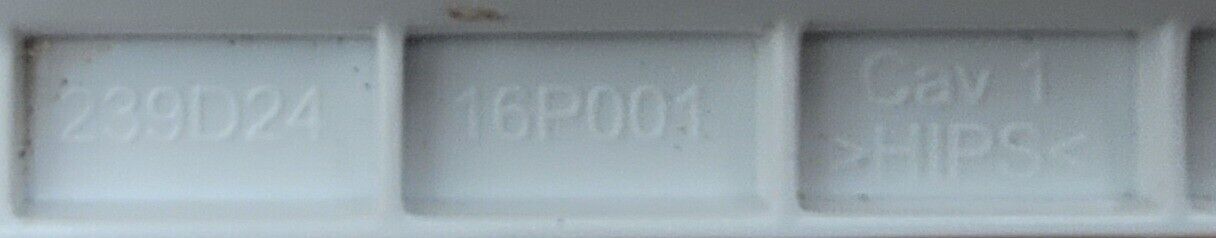 239D24
16P001
Cav 1
>HIPS<